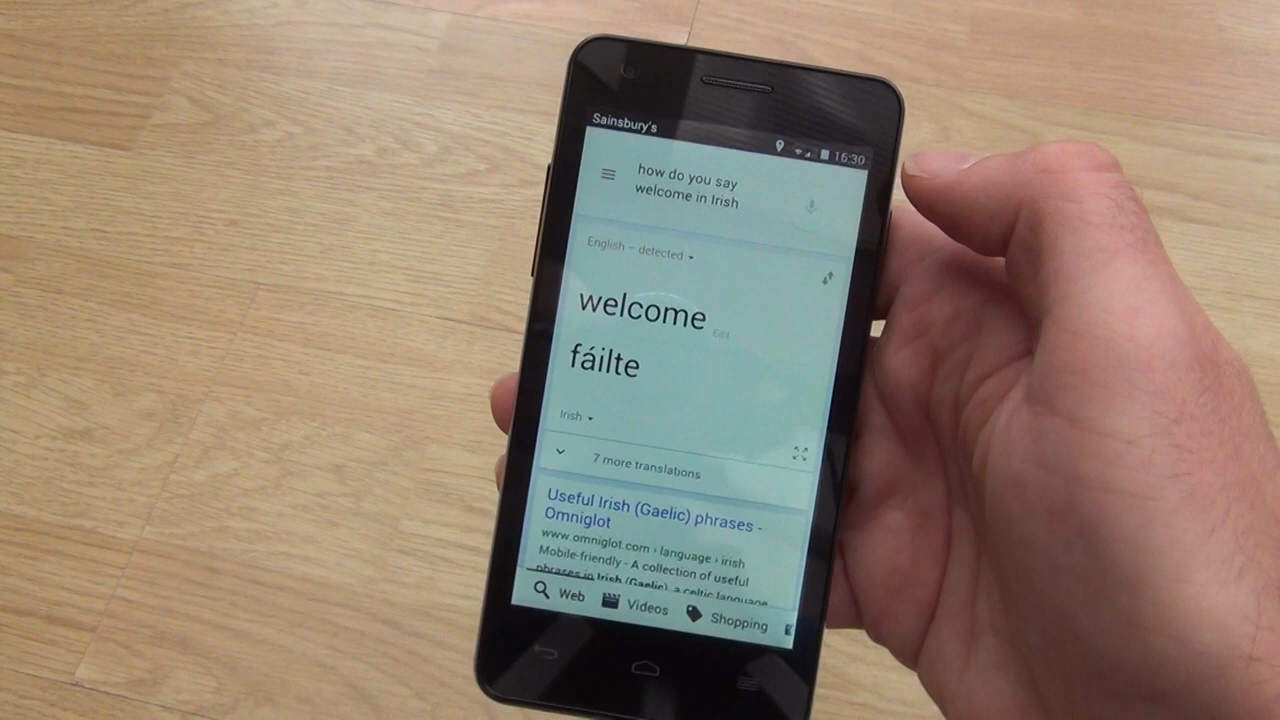 Sainsbury's
16:30
how do you say
welcome in Irish
English – detected
welcome Edit
fáilte
Irish
7 more translations
Useful Irish (Gaelic) phrases -
Omniglot
www.omniglot.com › language › irish
Mobile-friendly - A collection of useful
phrases in Irish (Gaelic), a celtic language
Web Videos Shopping